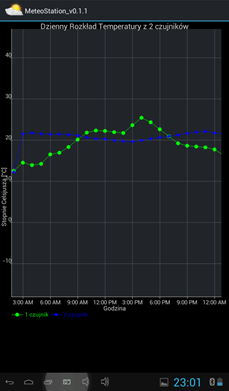 MeteoStation_v0.1.1
Dzienny Rozkład Temperatury z 2 czujników
40
30
20
10
-10
Stopnie Celsjusza [°C]
3:00 AM 6:00 AM 9:00 AM 12:00 PM 3:00 PM 6:00 PM 9:00 PM 12:00 AM
Godzina
1 czujnik 2 czujnik
23:01